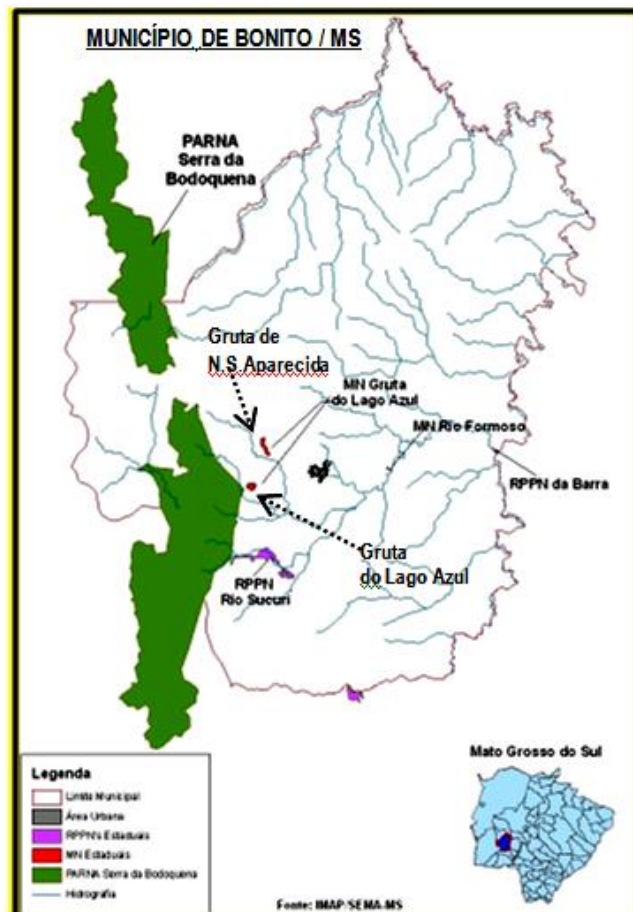 MUNICÍPIO DE BONITO / MS
PARNA
Serra da
Bodoquena
Gruta de
N.S.Aparecida
MN Gruta
do Lago Azul
MN Rio Formoso
RPPN da Barra
Gruta
do Lago Azul
RPPN
Rio Sucuri
Mato Grosso do Sul
Legenda
Limite Municipal
Área Urbana
RPPN's Estaduais
MN Estaduais
PARNA Serra da Bodoquena
Hidrografia
Fonte: IMAP/SEMA-MS